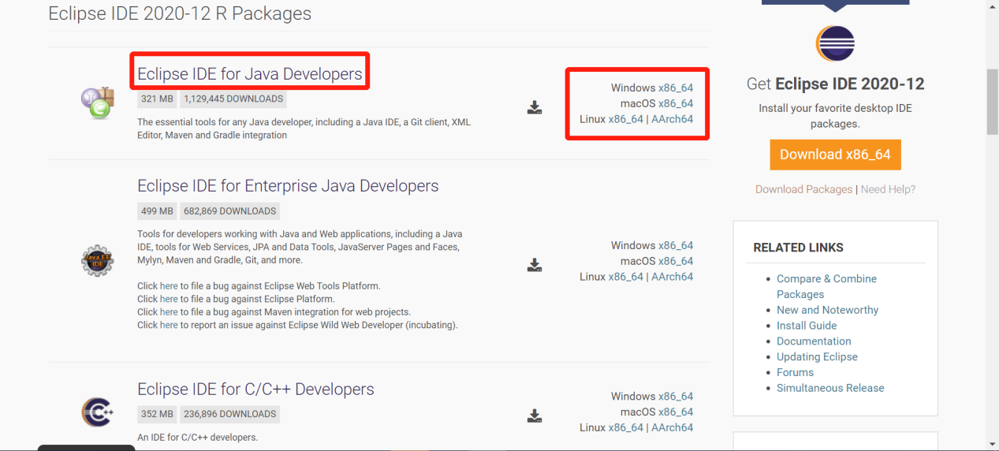 Eclipse IDE 2020-12 R Packages
Eclipse IDE for Java Developers
321 MB 1,129,445 DOWNLOADS
The essential tools for any Java developer, including a Java IDE, a Git client, XML
Editor, Maven and Gradle integration
Windows x86_64
macOS x86_64
Linux x86_64 | AArch64
Eclipse IDE for Enterprise Java Developers
499 MB 682,869 DOWNLOADS
Tools for developers working with Java and Web applications, including a Java
IDE, tools for Web Services, JPA and Data Tools, JavaServer Pages and Faces,
Mylyn, Maven and Gradle, Git, and more.
Click here to file a bug against Eclipse Web Tools Platform.
Click here to file a bug against Eclipse Platform.
Click here to file a bug against Maven integration for web projects.
Click here to report an issue against Eclipse Wild Web Developer (incubating).
Java EE
IDE
Windows x86_64
macOS x86_64
Linux x86_64 | AArch64
Eclipse IDE for C/C++ Developers
352 MB 236,896 DOWNLOADS
An IDE for C/C++ developers.
C++
Windows x86_64
macOS x86_64
Linux x86_64 | AArch64
Get Eclipse IDE 2020-12
Install your favorite desktop IDE
packages.
Download x86_64
Download Packages | Need Help?
RELATED LINKS
Compare & Combine
Packages
New and Noteworthy
Install Guide
Documentation
Updating Eclipse
Forums
Simultaneous Release